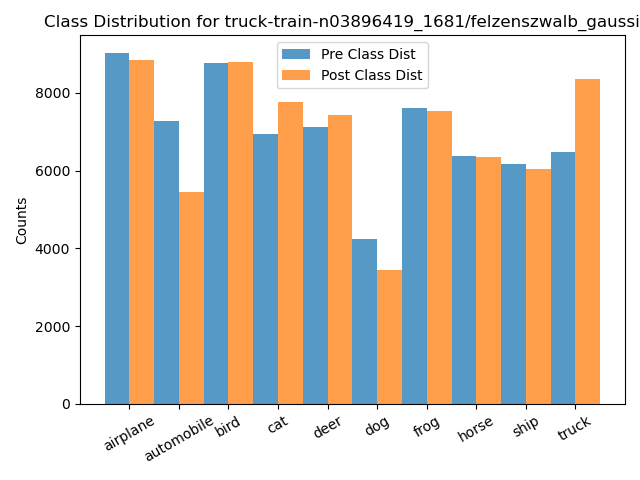 Class Distribution for truck-train-n03896419_1681/felzenszwalb_gaussi
Pre Class Dist
Post Class Dist
Counts
8000
6000
4000
2000
0
airplane
automobile
bird
cat
deer
dog
frog
horse
ship
truck